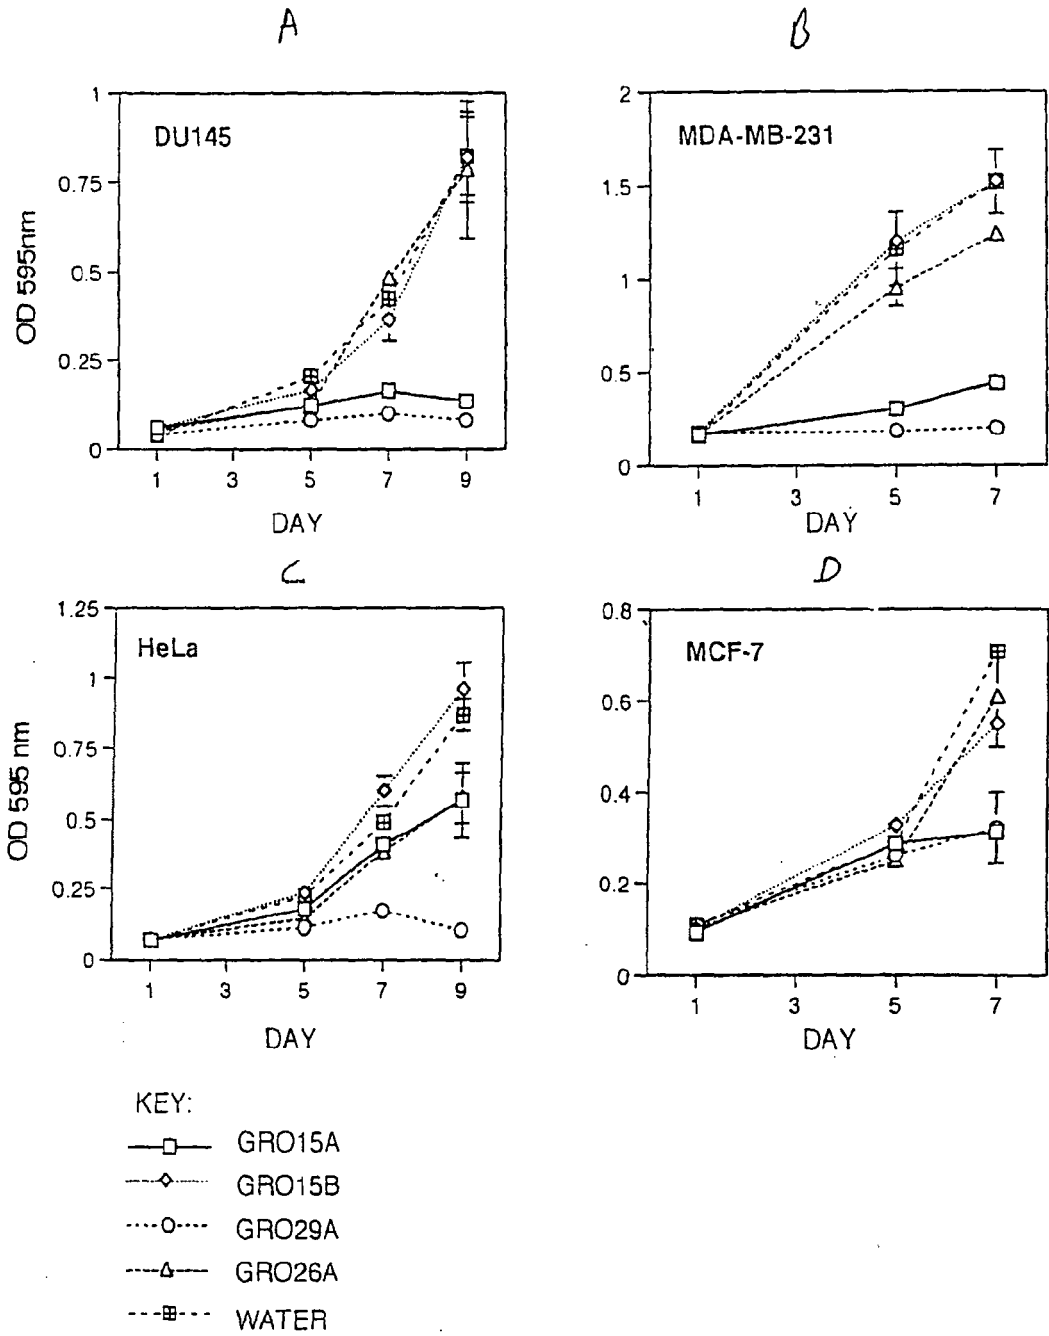 A
DU145
OD 595nm
1
0.75
0.5
0.25
0
1 3 5 7 9
DAY
B
MDA-MB-231
2
1.5
1
0.5
0
1 3 5 7
DAY
C
HeLa
OD 595 nm
1.25
1
0.75
0.5
0.25
0
1 3 5 7 9
DAY
D
MCF-7
0.8
0.6
0.4
0.2
0
1 3 5 7
DAY
KEY:
GRO15A
GRO15B
GRO29A
GRO26A
WATER